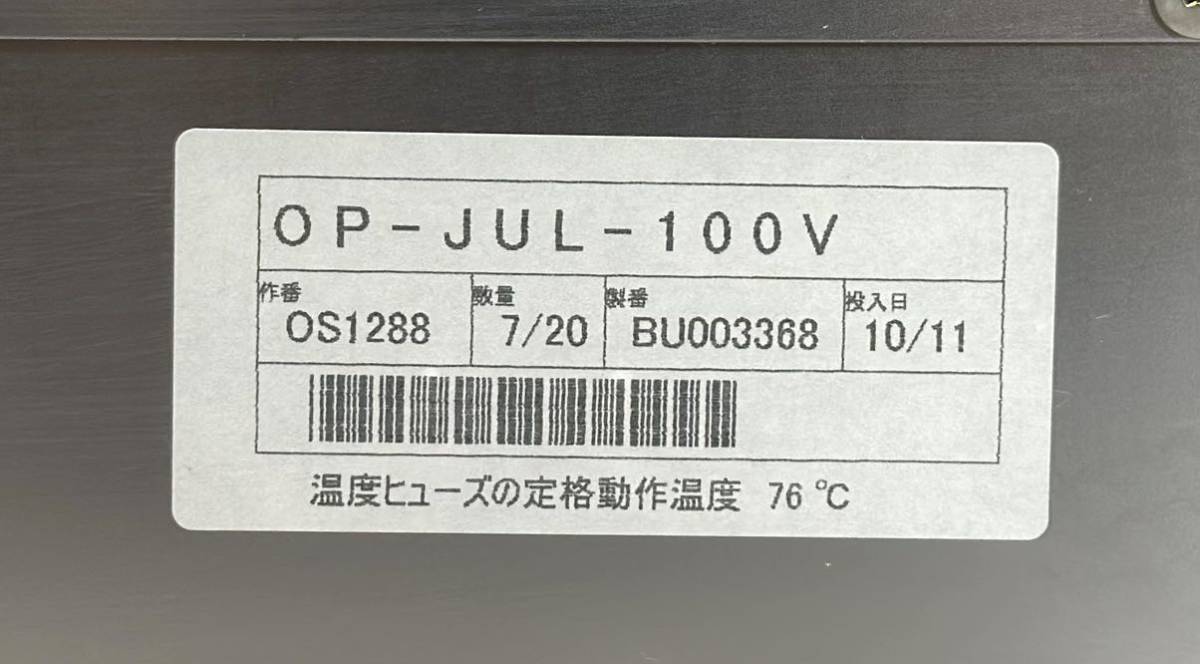 OP-JUL-100V
作番 数量 製番 投入日
OS1288 7/20 BU003368 10/11
温度ヒューズの定格動作温度 76℃